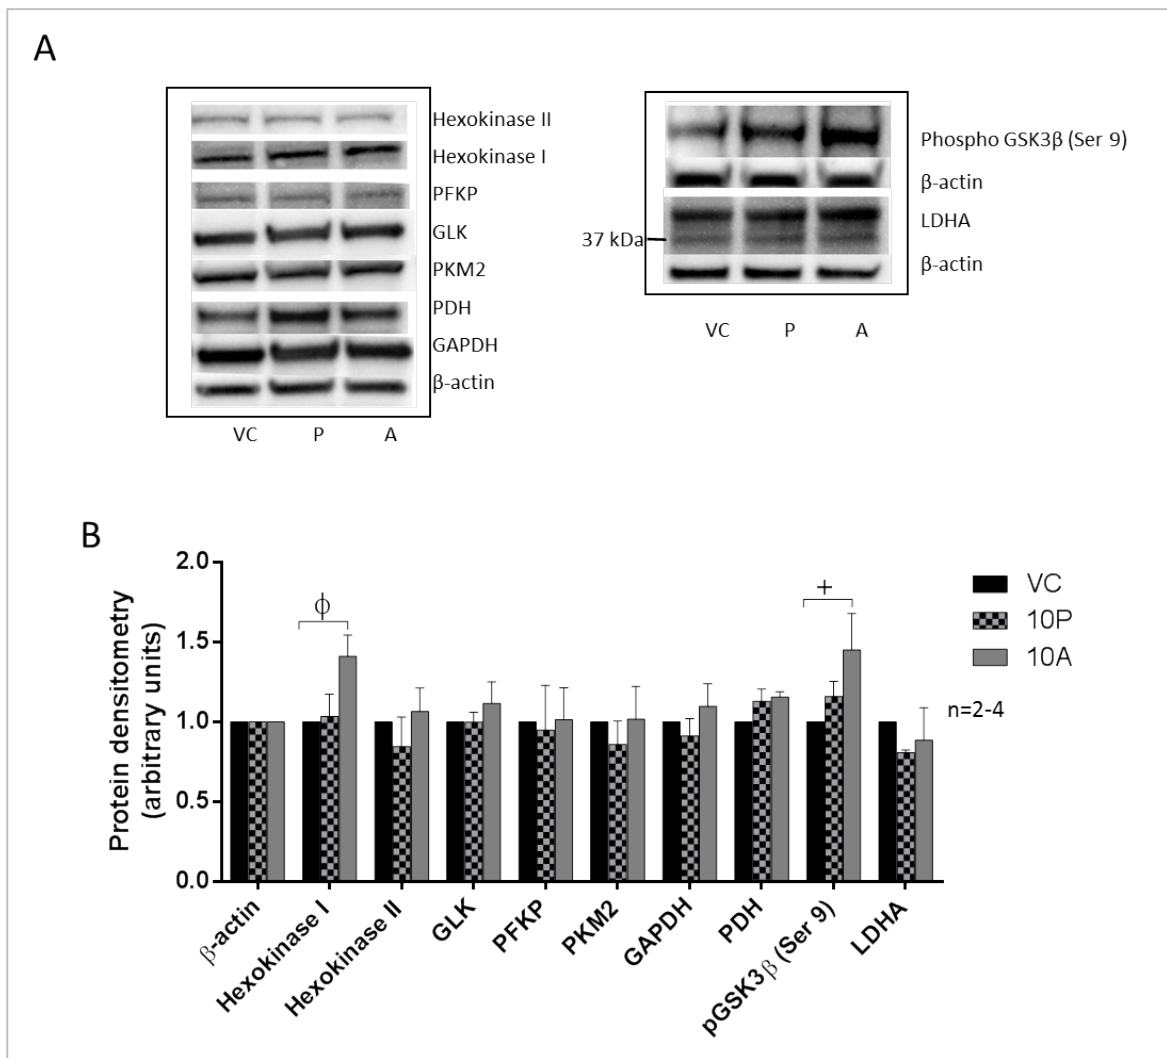 A
Hexokinase II
Hexokinase I
PFKP
GLK
PKM2
PDH
GAPDH
β-actin
VC P A
Phospho GSK3β (Ser 9)
β-actin
LDHA
37 kDa
β-actin
VC P A
B
Protein densitometry
(arbitrary units)
2.0
1.5
1.0
0.5
0.0
ϕ
+
VC
10P
10A
n=2-4
β-actin
Hexokinase I
Hexokinase II
GLK
PFKP
PKM2
GAPDH
PDH
pGSK3β (Ser 9)
LDHA